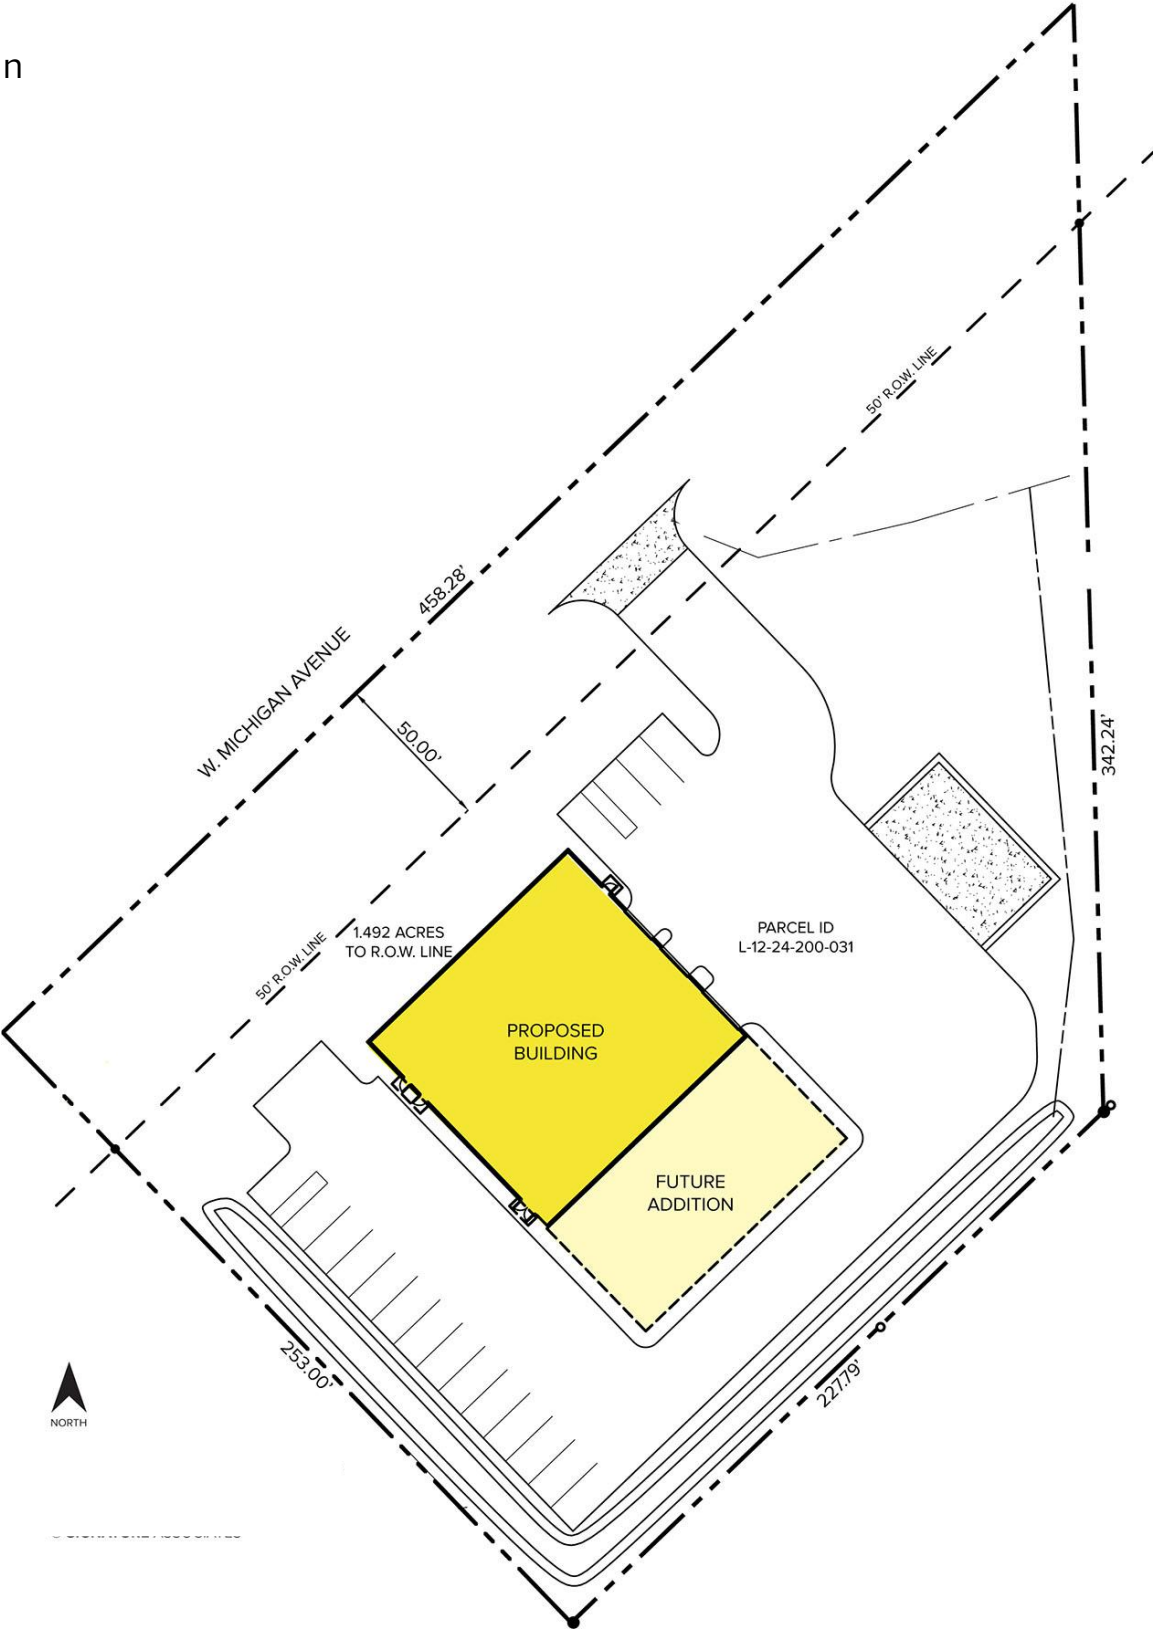 n
50' R.O.W. LINE
458.28'
W. MICHIGAN AVENUE
50.00'
342.24'
1.492 ACRES
TO R.O.W. LINE
PARCEL ID
L-12-24-200-031
50' R.O.W. LINE
PROPOSED
BUILDING
FUTURE
ADDITION
253.00'
227.79'
NORTH